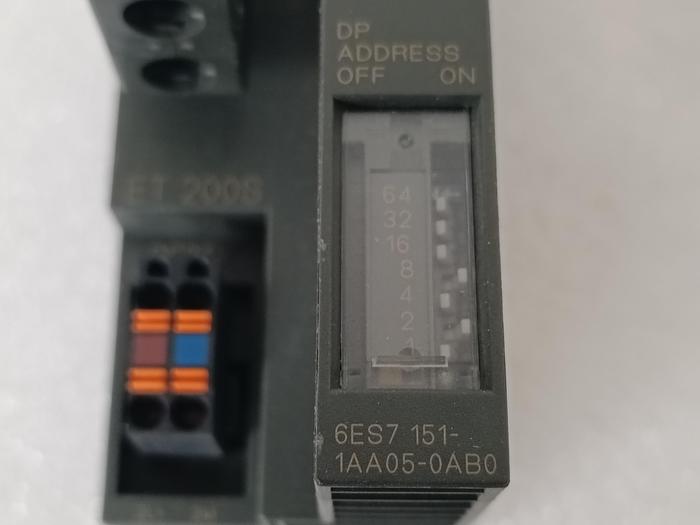 DP
ADDRESS
OFF ON
ET 200S
64
32
16
8
4
2
1
6ES7 151-
1AA05-0AB0